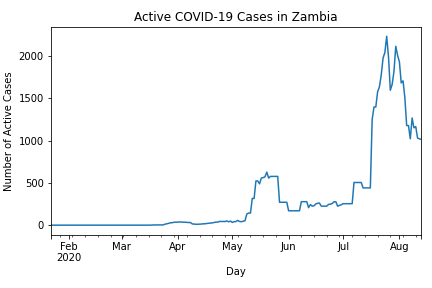 Active COVID-19 Cases in Zambia
Number of Active Cases
2000
1500
1000
500
0
Feb Mar Apr May Jun Jul Aug
2020
Day